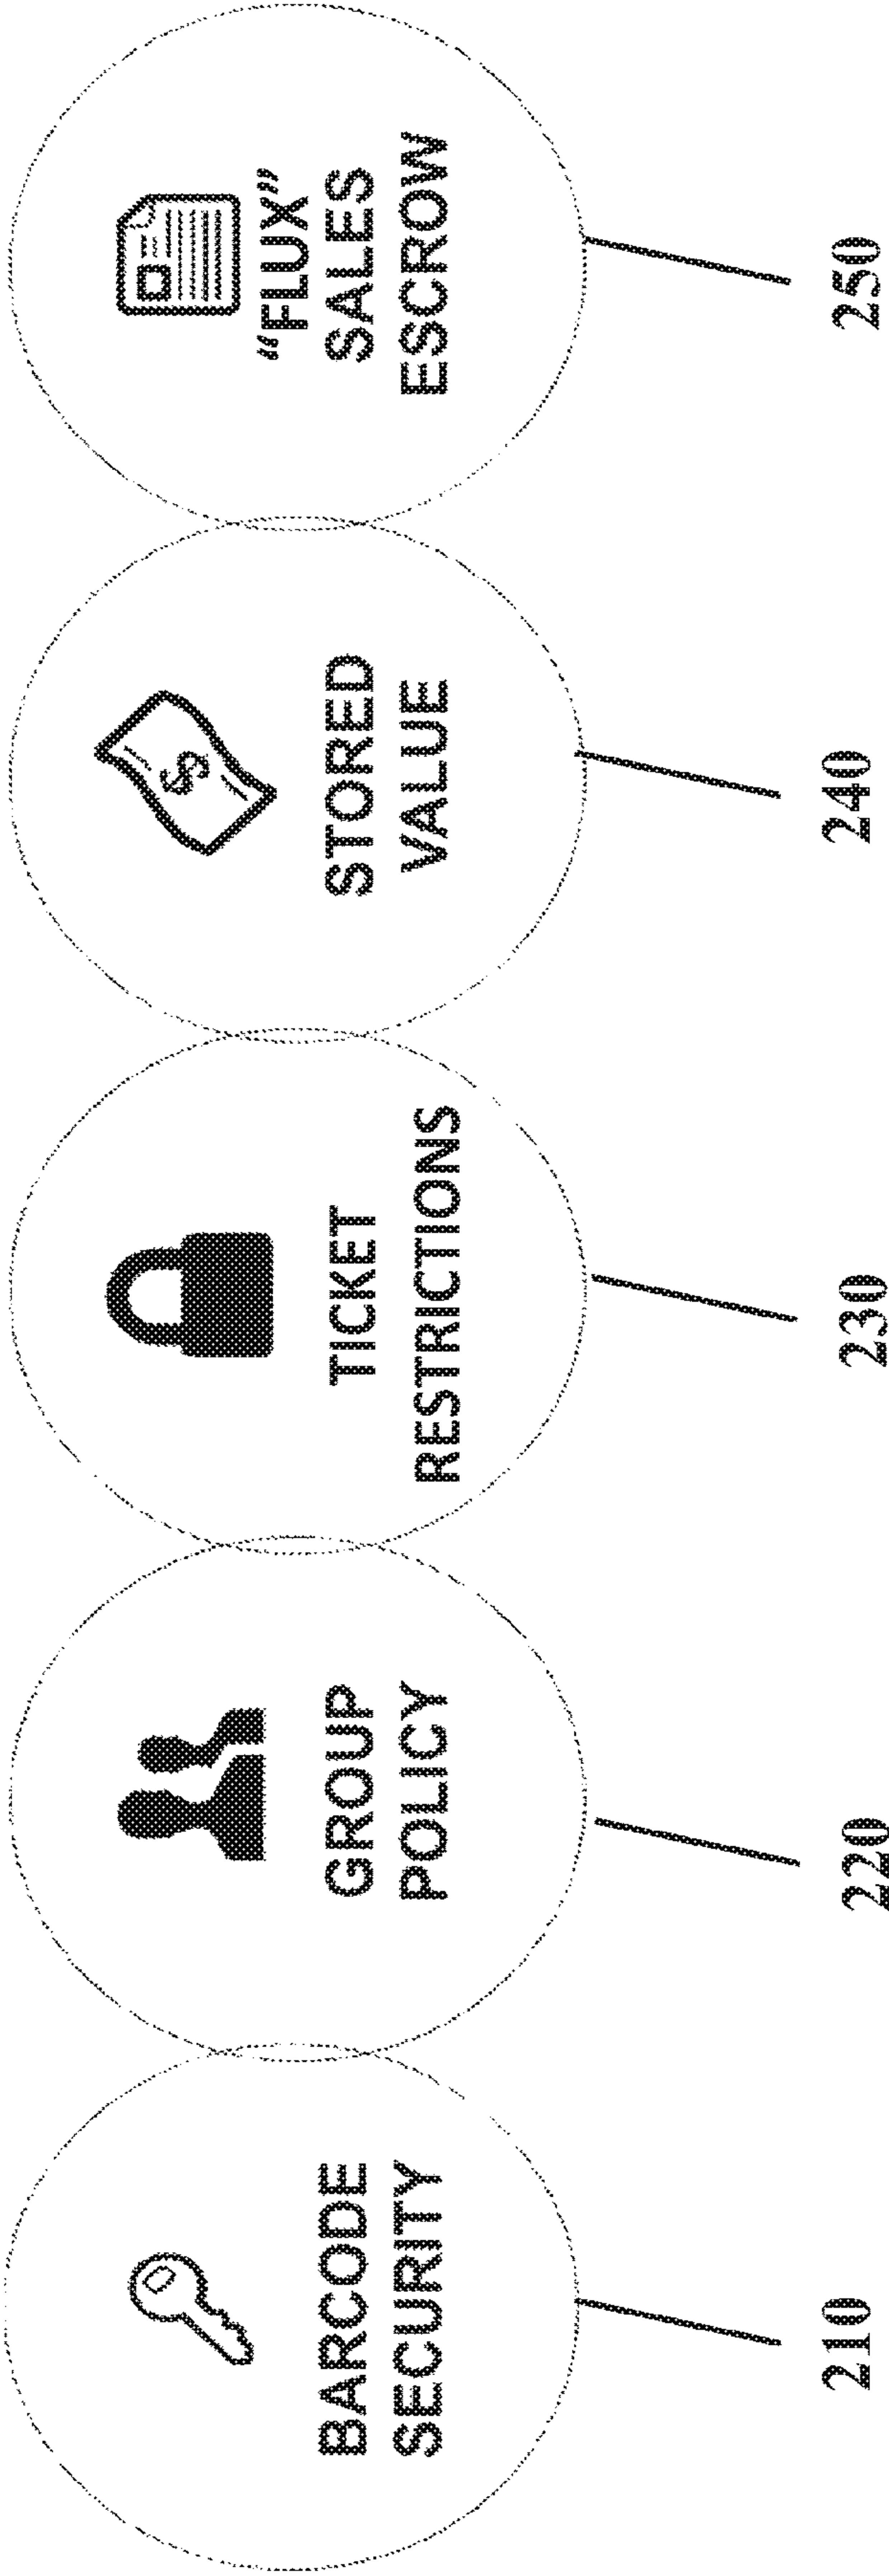 BARCODE
SECURITY
210
GROUP
POLICY
220
TICKET
RESTRICTIONS
230
$
STORED
VALUE
240
“FLUX”
SALES
ESCROW
250